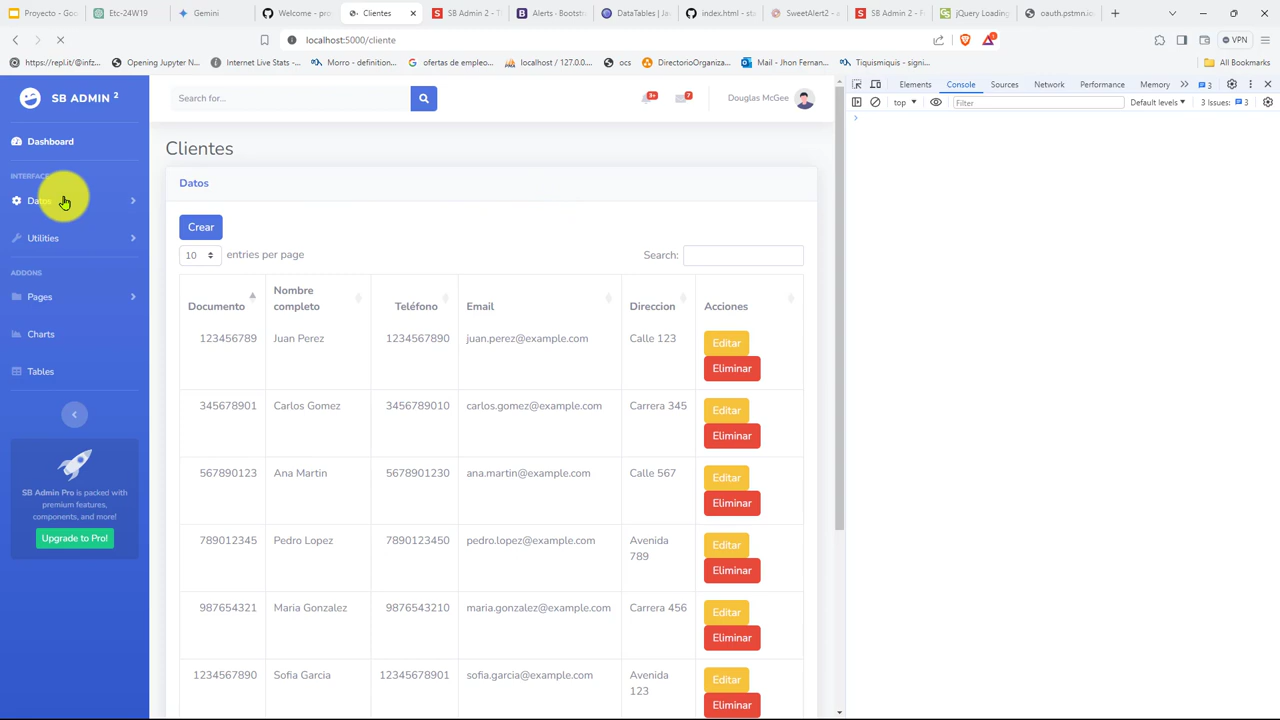 Proyecto - Goo
Etc-24W19
Gemini
Welcome - pro
Clientes
SB Admin 2 - T
Alerts · Bootst
DataTables | Ja
index.html - st
SweetAlert2 - a
SB Admin 2 - F
jQuery Loading
oauth.pstmn.io
localhost:5000/cliente
VPN
https://repl.it/@infz...
Opening Jupyter N...
Internet Live Stats -...
Morro - definition...
ofertas de empleo...
localhost / 127.0.0...
ocs
DirectorioOrganiza...
Mail - Jhon Fernan...
Tiquismiquis - signi...
All Bookmarks
SB ADMIN 2
Search for...
3+
7
Douglas McGee
Elements
Console
Sources
Network
Performance
Memory
3
top
Filter
Default levels
3 Issues:
3
Dashboard
INTERFACE
Datos
Utilities
ADDONS
Pages
Charts
Tables
SB Admin Pro is packed with
premium features,
components, and more!
Upgrade to Pro!
Clientes
Datos
Crear
10 entries per page
Search:
Documento Nombre completo Teléfono Email Direccion Acciones
123456789 Juan Perez 1234567890 juan.perez@example.com Calle 123 Editar
Eliminar
345678901 Carlos Gomez 3456789010 carlos.gomez@example.com Carrera 345 Editar
Eliminar
567890123 Ana Martin 5678901230 ana.martin@example.com Calle 567 Editar
Eliminar
789012345 Pedro Lopez 7890123450 pedro.lopez@example.com Avenida 789 Editar
Eliminar
987654321 Maria Gonzalez 9876543210 maria.gonzalez@example.com Carrera 456 Editar
Eliminar
1234567890 Sofia Garcia 12345678901 sofia.garcia@example.com Avenida 123 Editar
Eliminar